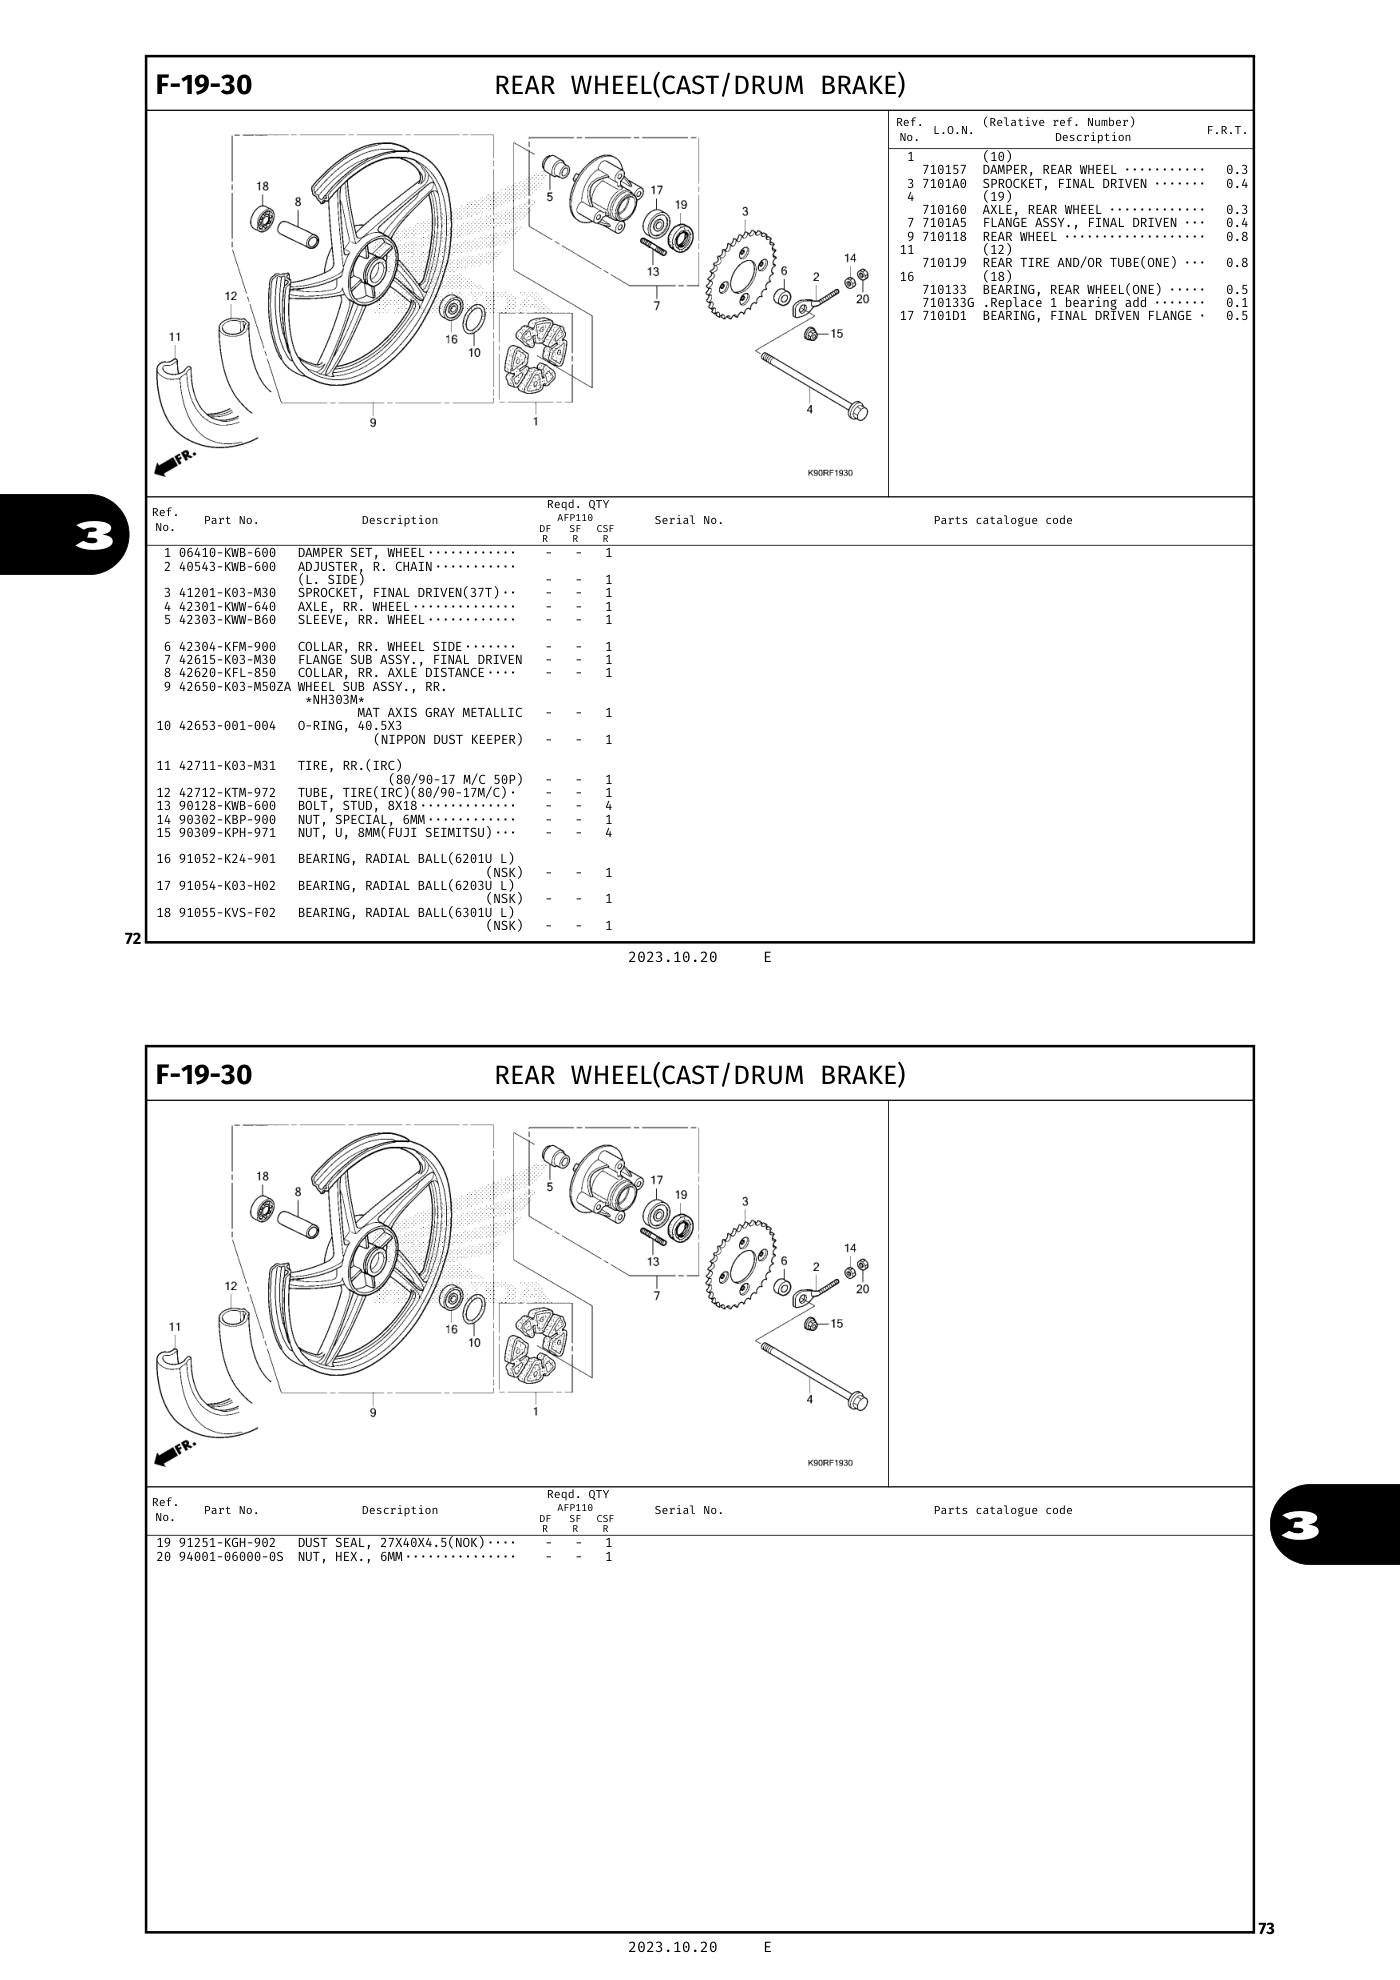 F-19-30 REAR WHEEL(CAST/DRUM BRAKE)
18
8
5
17
19
3
13
7
6
2
14
20
15
12
11
16
10
1
9
4
FR.
K90RF1930
Ref. No. L.O.N. (Relative ref. Number) Description F.R.T.
1 (10)
710157 DAMPER, REAR WHEEL ··········· 0.3
3 7101A0 SPROCKET, FINAL DRIVEN ······· 0.4
4 (19)
710160 AXLE, REAR WHEEL ············· 0.3
7 7101A5 FLANGE ASSY., FINAL DRIVEN ··· 0.4
9 710118 REAR WHEEL ··················· 0.8
11 (12)
7101J9 REAR TIRE AND/OR TUBE(ONE) ··· 0.8
16 (18)
710133 BEARING, REAR WHEEL(ONE) ····· 0.5
710133G .Replace 1 bearing add ······· 0.1
17 7101D1 BEARING, FINAL DRIVEN FLANGE · 0.5
3
Ref. No. Part No. Description Reqd. QTY Serial No. Parts catalogue code
AFP110
DF SF CSF
R R R
1 06410-KWB-600 DAMPER SET, WHEEL············ - - 1
2 40543-KWB-600 ADJUSTER, R. CHAIN···········
(L. SIDE) - - 1
3 41201-K03-M30 SPROCKET, FINAL DRIVEN(37T)·· - - 1
4 42301-KWW-640 AXLE, RR. WHEEL·············· - - 1
5 42303-KWW-B60 SLEEVE, RR. WHEEL············ - - 1
6 42304-KFM-900 COLLAR, RR. WHEEL SIDE······· - - 1
7 42615-K03-M30 FLANGE SUB ASSY., FINAL DRIVEN - - 1
8 42620-KFL-850 COLLAR, RR. AXLE DISTANCE···· - - 1
9 42650-K03-M50ZA WHEEL SUB ASSY., RR.
*NH303M*
MAT AXIS GRAY METALLIC - - 1
10 42653-001-004 O-RING, 40.5X3
(NIPPON DUST KEEPER) - - 1
11 42711-K03-M31 TIRE, RR.(IRC)
(80/90-17 M/C 50P) - - 1
12 42712-KTM-972 TUBE, TIRE(IRC)(80/90-17M/C)· - - 1
13 90128-KWB-600 BOLT, STUD, 8X18············· - - 4
14 90302-KBP-900 NUT, SPECIAL, 6MM············ - - 1
15 90309-KPH-971 NUT, U, 8MM(FUJI SEIMITSU)··· - - 4
16 91052-K24-901 BEARING, RADIAL BALL(6201U L)
(NSK) - - 1
17 91054-K03-H02 BEARING, RADIAL BALL(6203U L)
(NSK) - - 1
18 91055-KVS-F02 BEARING, RADIAL BALL(6301U L)
(NSK) - - 1
72
2023.10.20 E
F-19-30 REAR WHEEL(CAST/DRUM BRAKE)
18
8
5
17
19
3
13
7
6
2
14
20
15
12
11
16
10
1
9
4
FR.
K90RF1930
Ref. No. Part No. Description Reqd. QTY Serial No. Parts catalogue code
AFP110
DF SF CSF
R R R
3
19 91251-KGH-902 DUST SEAL, 27X40X4.5(NOK)···· - - 1
20 94001-06000-0S NUT, HEX., 6MM··············· - - 1
73
2023.10.20 E